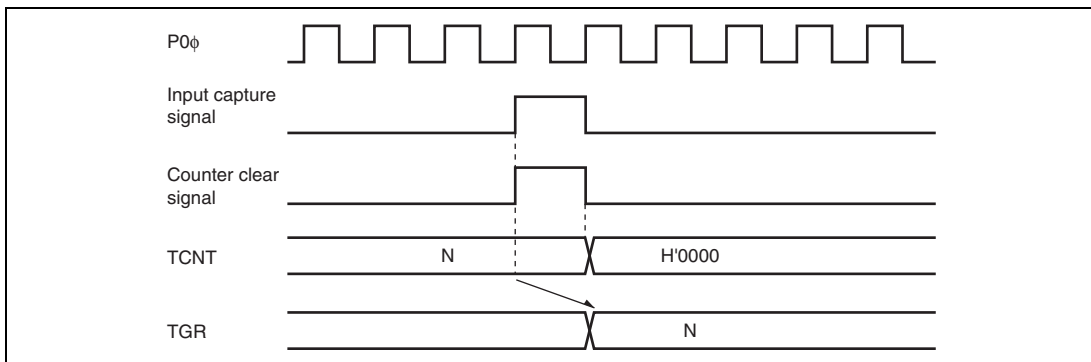 P0ϕ
Input capture
signal
Counter clear
signal
TCNT
N
H'0000
TGR
N